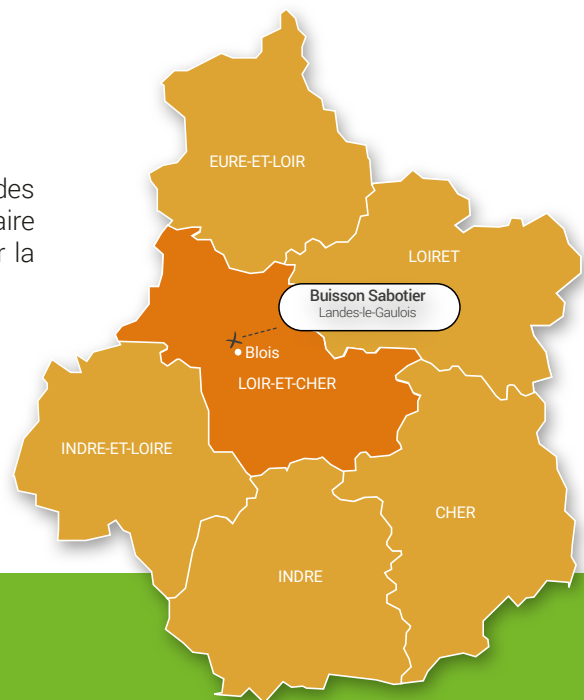 des
aire
r la
EURE-ET-LOIR
LOIRET
Buisson Sabotier
Landes-le-Gaulois
Blois
LOIR-ET-CHER
INDRE-ET-LOIRE
CHER
INDRE